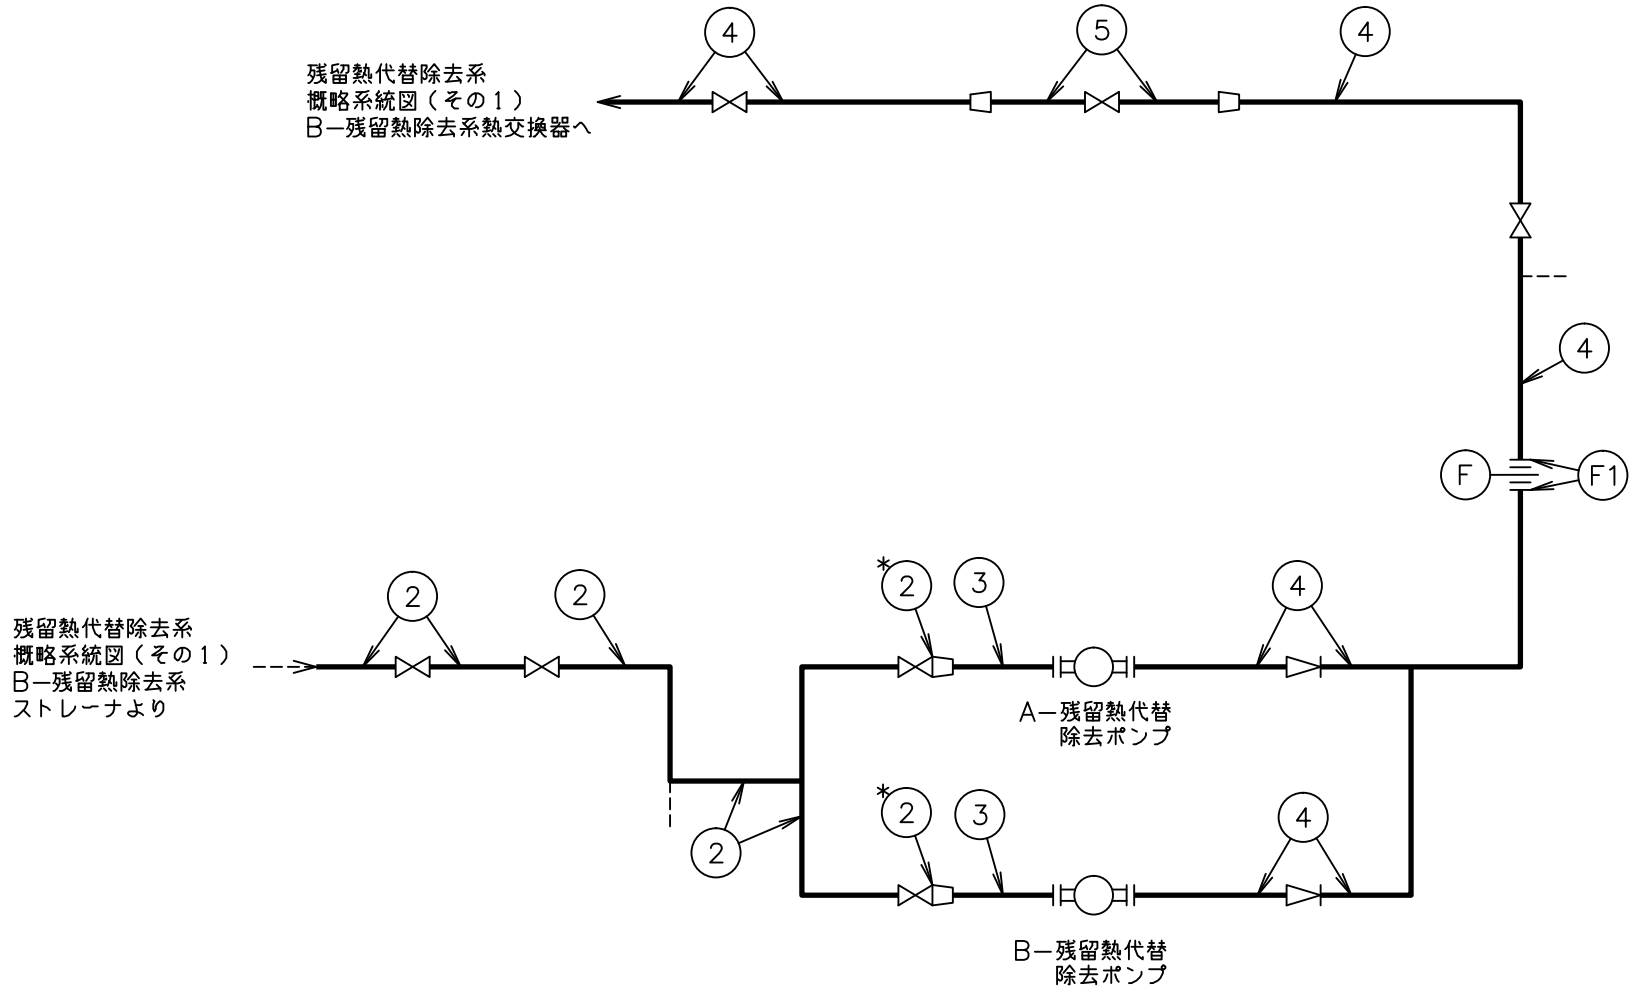 4
5
4
残留熱代替除去系
概略系統図(その1)
B－残留熱除去系熱交換器へ
4
F
F1
*
2
3
4
2
2
残留熱代替除去系
概略系統図(その1)
B－残留熱除去系
ストレーナより
A－残留熱代替
除去ポンプ
*
2
3
4
2
B－残留熱代替
除去ポンプ